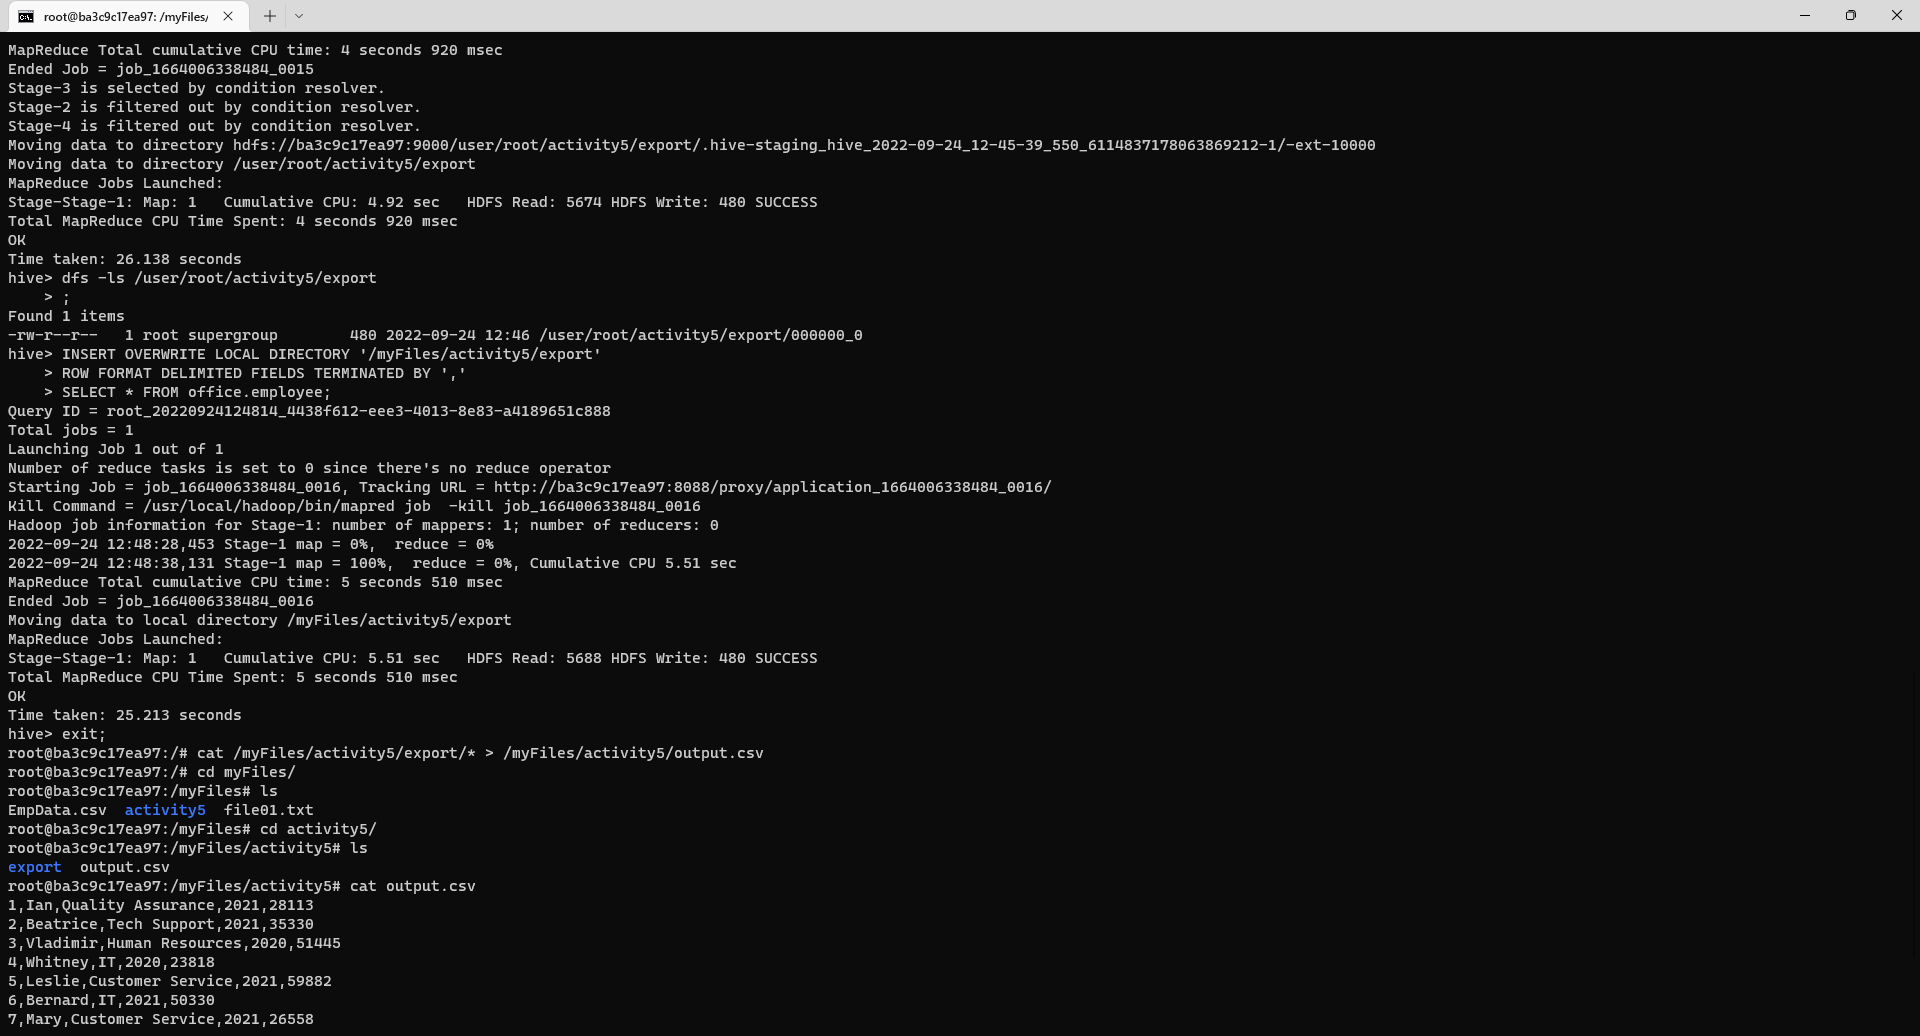 root@ba3c9c17ea97: /myFiles/
MapReduce Total cumulative CPU time: 4 seconds 920 msec
Ended Job = job_1664006338484_0015
Stage-3 is selected by condition resolver.
Stage-2 is filtered out by condition resolver.
Stage-4 is filtered out by condition resolver.
Moving data to directory hdfs://ba3c9c17ea97:9000/user/root/activity5/export/.hive-staging_hive_2022-09-24_12-45-39_550_6114837178063869212-1/-ext-10000
Moving data to directory /user/root/activity5/export
MapReduce Jobs Launched:
Stage-Stage-1: Map: 1   Cumulative CPU: 4.92 sec   HDFS Read: 5674 HDFS Write: 480 SUCCESS
Total MapReduce CPU Time Spent: 4 seconds 920 msec
OK
Time taken: 26.138 seconds
hive> dfs -ls /user/root/activity5/export
    > ;
Found 1 items
-rw-r--r--   1 root supergroup        480 2022-09-24 12:46 /user/root/activity5/export/000000_0
hive> INSERT OVERWRITE LOCAL DIRECTORY '/myFiles/activity5/export'
    > ROW FORMAT DELIMITED FIELDS TERMINATED BY ','
    > SELECT * FROM office.employee;
Query ID = root_20220924124814_4438f612-eee3-4013-8e83-a4189651c888
Total jobs = 1
Launching Job 1 out of 1
Number of reduce tasks is set to 0 since there's no reduce operator
Starting Job = job_1664006338484_0016, Tracking URL = http://ba3c9c17ea97:8088/proxy/application_1664006338484_0016/
Kill Command = /usr/local/hadoop/bin/mapred job  -kill job_1664006338484_0016
Hadoop job information for Stage-1: number of mappers: 1; number of reducers: 0
2022-09-24 12:48:28,453 Stage-1 map = 0%,  reduce = 0%
2022-09-24 12:48:38,131 Stage-1 map = 100%,  reduce = 0%, Cumulative CPU 5.51 sec
MapReduce Total cumulative CPU time: 5 seconds 510 msec
Ended Job = job_1664006338484_0016
Moving data to local directory /myFiles/activity5/export
MapReduce Jobs Launched:
Stage-Stage-1: Map: 1   Cumulative CPU: 5.51 sec   HDFS Read: 5688 HDFS Write: 480 SUCCESS
Total MapReduce CPU Time Spent: 5 seconds 510 msec
OK
Time taken: 25.213 seconds
hive> exit;
root@ba3c9c17ea97:/# cat /myFiles/activity5/export/* > /myFiles/activity5/output.csv
root@ba3c9c17ea97:/# cd myFiles/
root@ba3c9c17ea97:/myFiles# ls
EmpData.csv  activity5  file01.txt
root@ba3c9c17ea97:/myFiles# cd activity5/
root@ba3c9c17ea97:/myFiles/activity5# ls
export  output.csv
root@ba3c9c17ea97:/myFiles/activity5# cat output.csv
1,Ian,Quality Assurance,2021,28113
2,Beatrice,Tech Support,2021,35330
3,Vladimir,Human Resources,2020,51445
4,Whitney,IT,2020,23818
5,Leslie,Customer Service,2021,59882
6,Bernard,IT,2021,50330
7,Mary,Customer Service,2021,26558